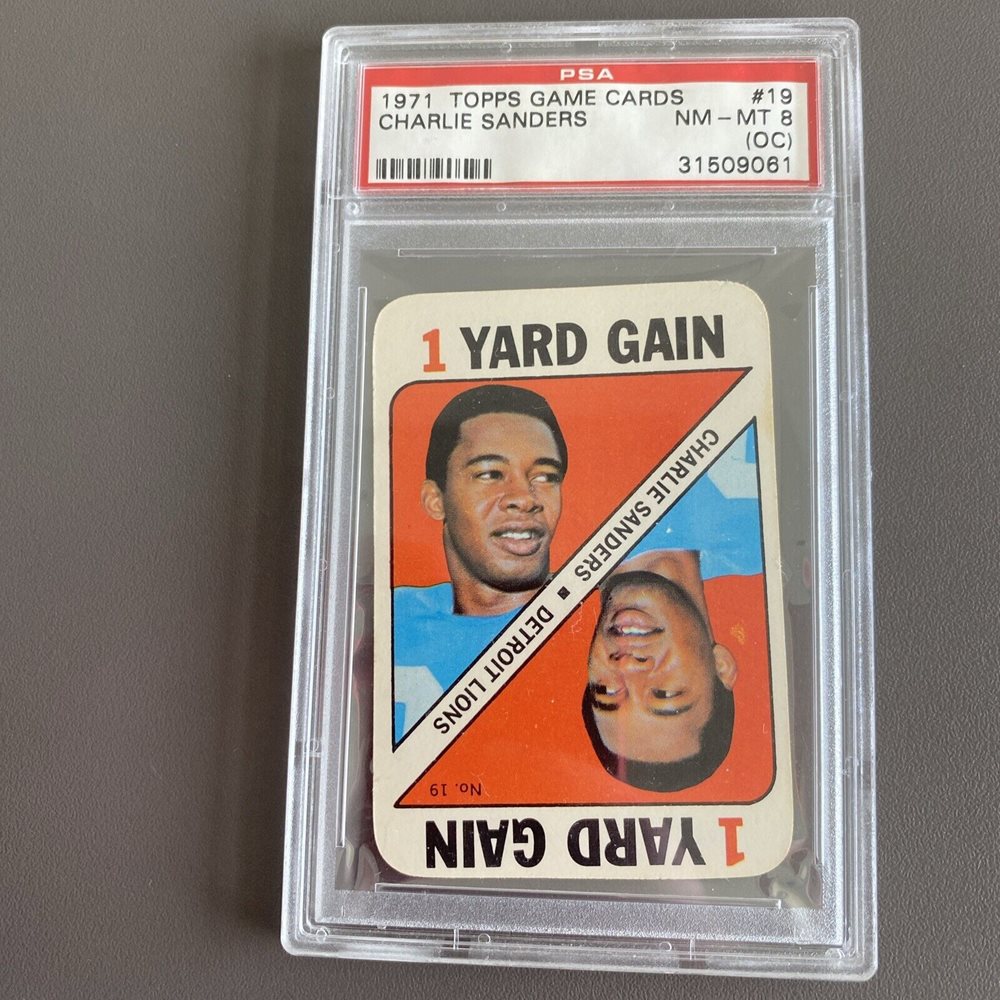 PSA
1971 TOPPS GAME CARDS #19
CHARLIE SANDERS NM-MT 8
(OC)
31509061
1 YARD GAIN
CHARLIE SANDERS ▪ DETROIT LIONS
No. 19
1 YARD GAIN